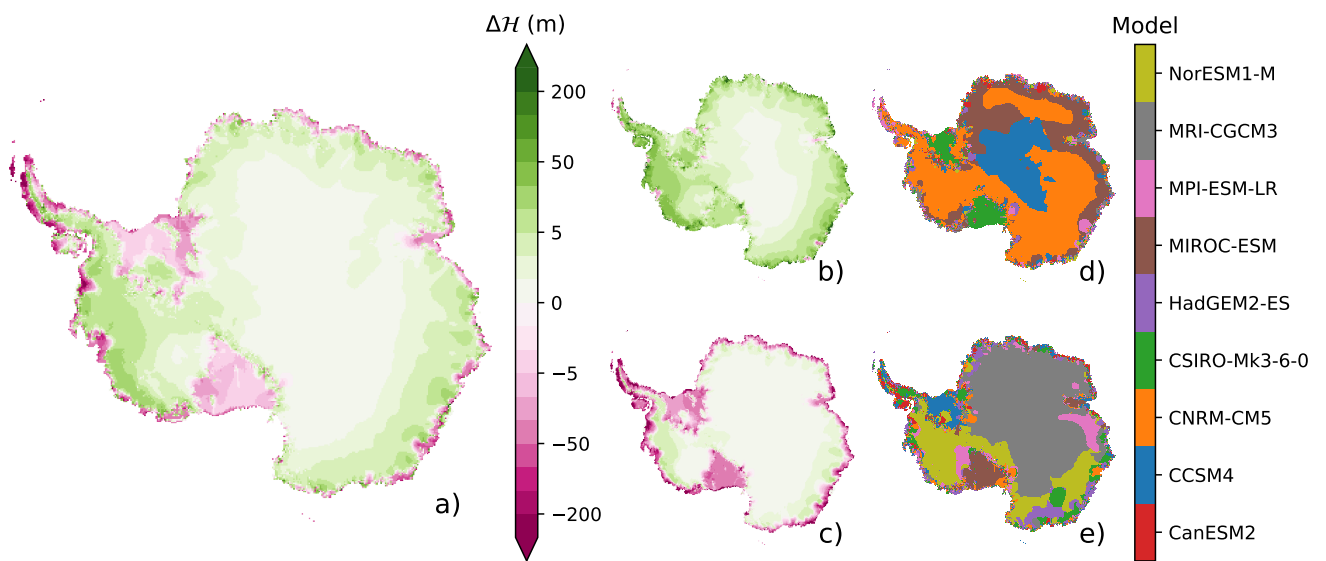 Δℋ (m)
200
50
5
0
−5
−50
−200
a)
b)
c)
d)
e)
Model
NorESM1-M
MRI-CGCM3
MPI-ESM-LR
MIROC-ESM
HadGEM2-ES
CSIRO-Mk3-6-0
CNRM-CM5
CCSM4
CanESM2